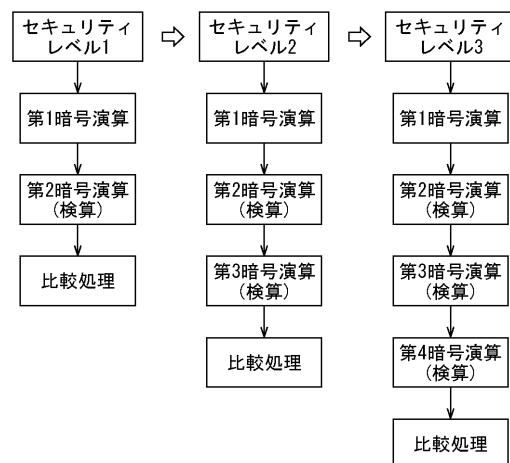 セキュリティ
レベル1
第1暗号演算
第2暗号演算
(検算)
比較処理
セキュリティ
レベル2
第1暗号演算
第2暗号演算
(検算)
第3暗号演算
(検算)
比較処理
セキュリティ
レベル3
第1暗号演算
第2暗号演算
(検算)
第3暗号演算
(検算)
第4暗号演算
(検算)
比較処理